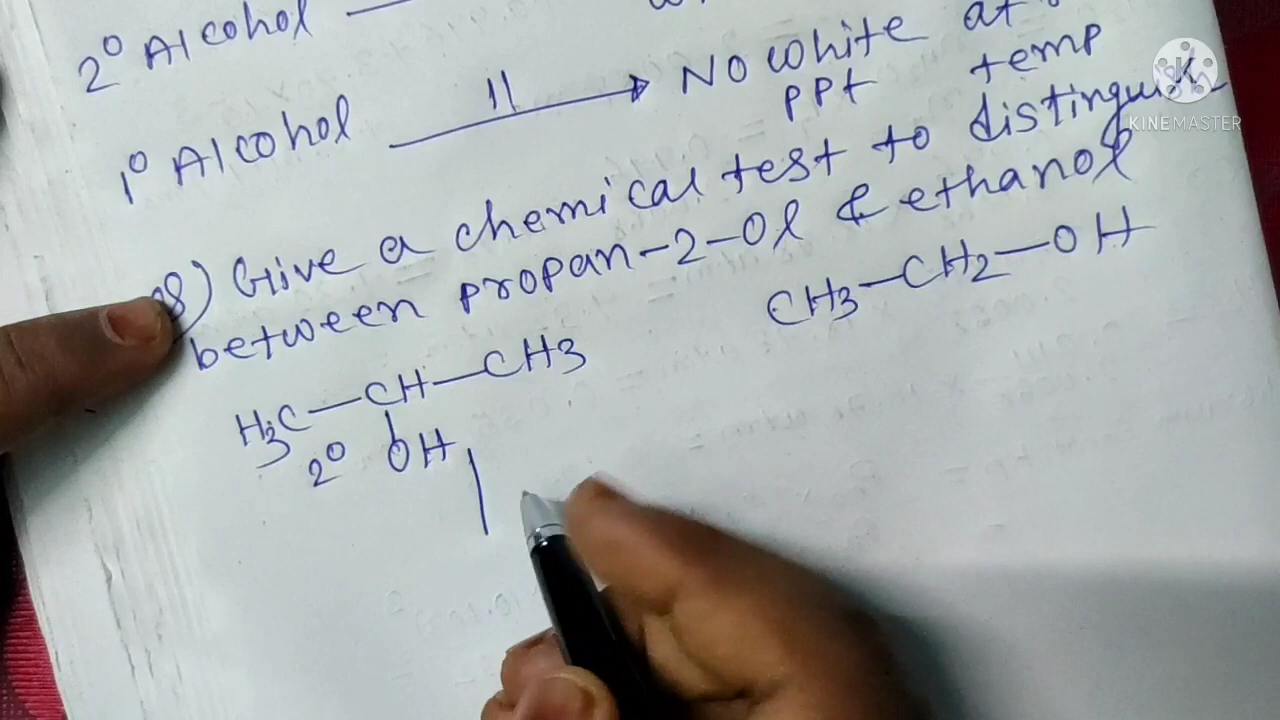 2° Alcohol
1° Alcohol 11 NO white at
ppt temp
8) Give a chemical test to distinguish
between propan-2-ol & ethanol
CH3-CH2-OH
H3C-CH-CH3
2° OH
KINEMASTER